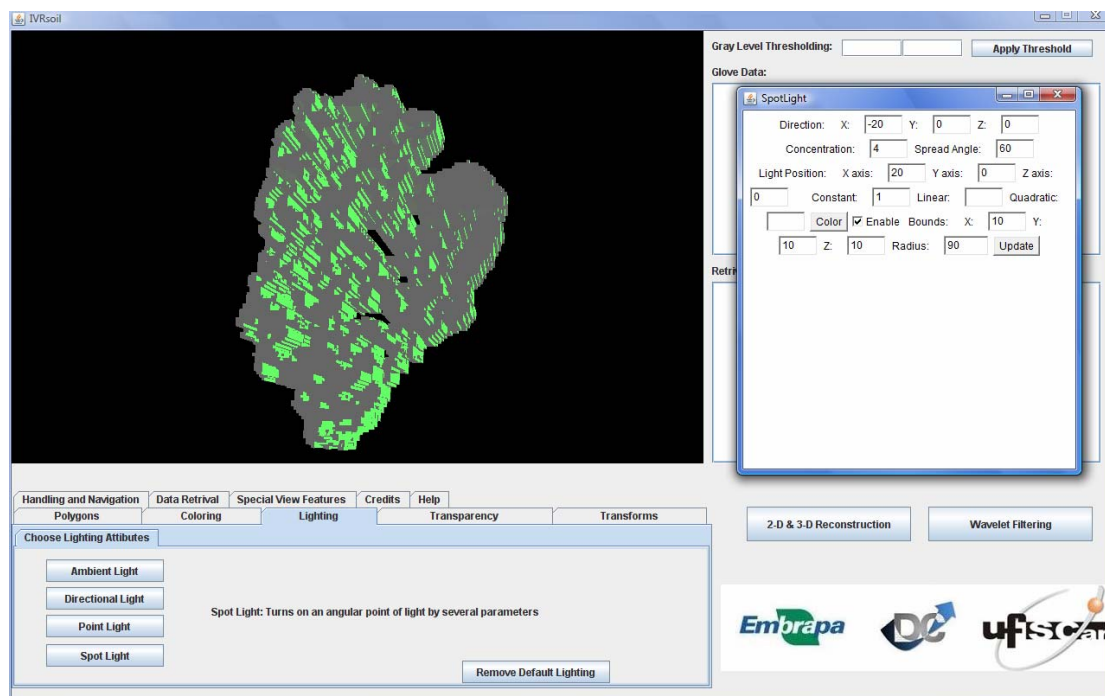 IVRsoil
Gray Level Thresholding: Apply Threshold
Glove Data:
SpotLight
Direction: X: -20 Y: 0 Z: 0
Concentration: 4 Spread Angle: 60
Light Position: X axis: 20 Y axis: 0 Z axis:
0 Constant: 1 Linear: Quadratic:
Color Enable Bounds: X: 10 Y:
10 Z: 10 Radius: 90 Update
Handling and Navigation Data Retrival Special View Features Credits Help
Polygons Coloring Lighting Transparency Transforms
Choose Lighting Attibutes
Ambient Light
Directional Light
Point Light
Spot Light
Spot Light: Turns on an angular point of light by several parameters
Remove Default Lighting
2-D & 3-D Reconstruction Wavelet Filtering
Embrapa DC ufscar